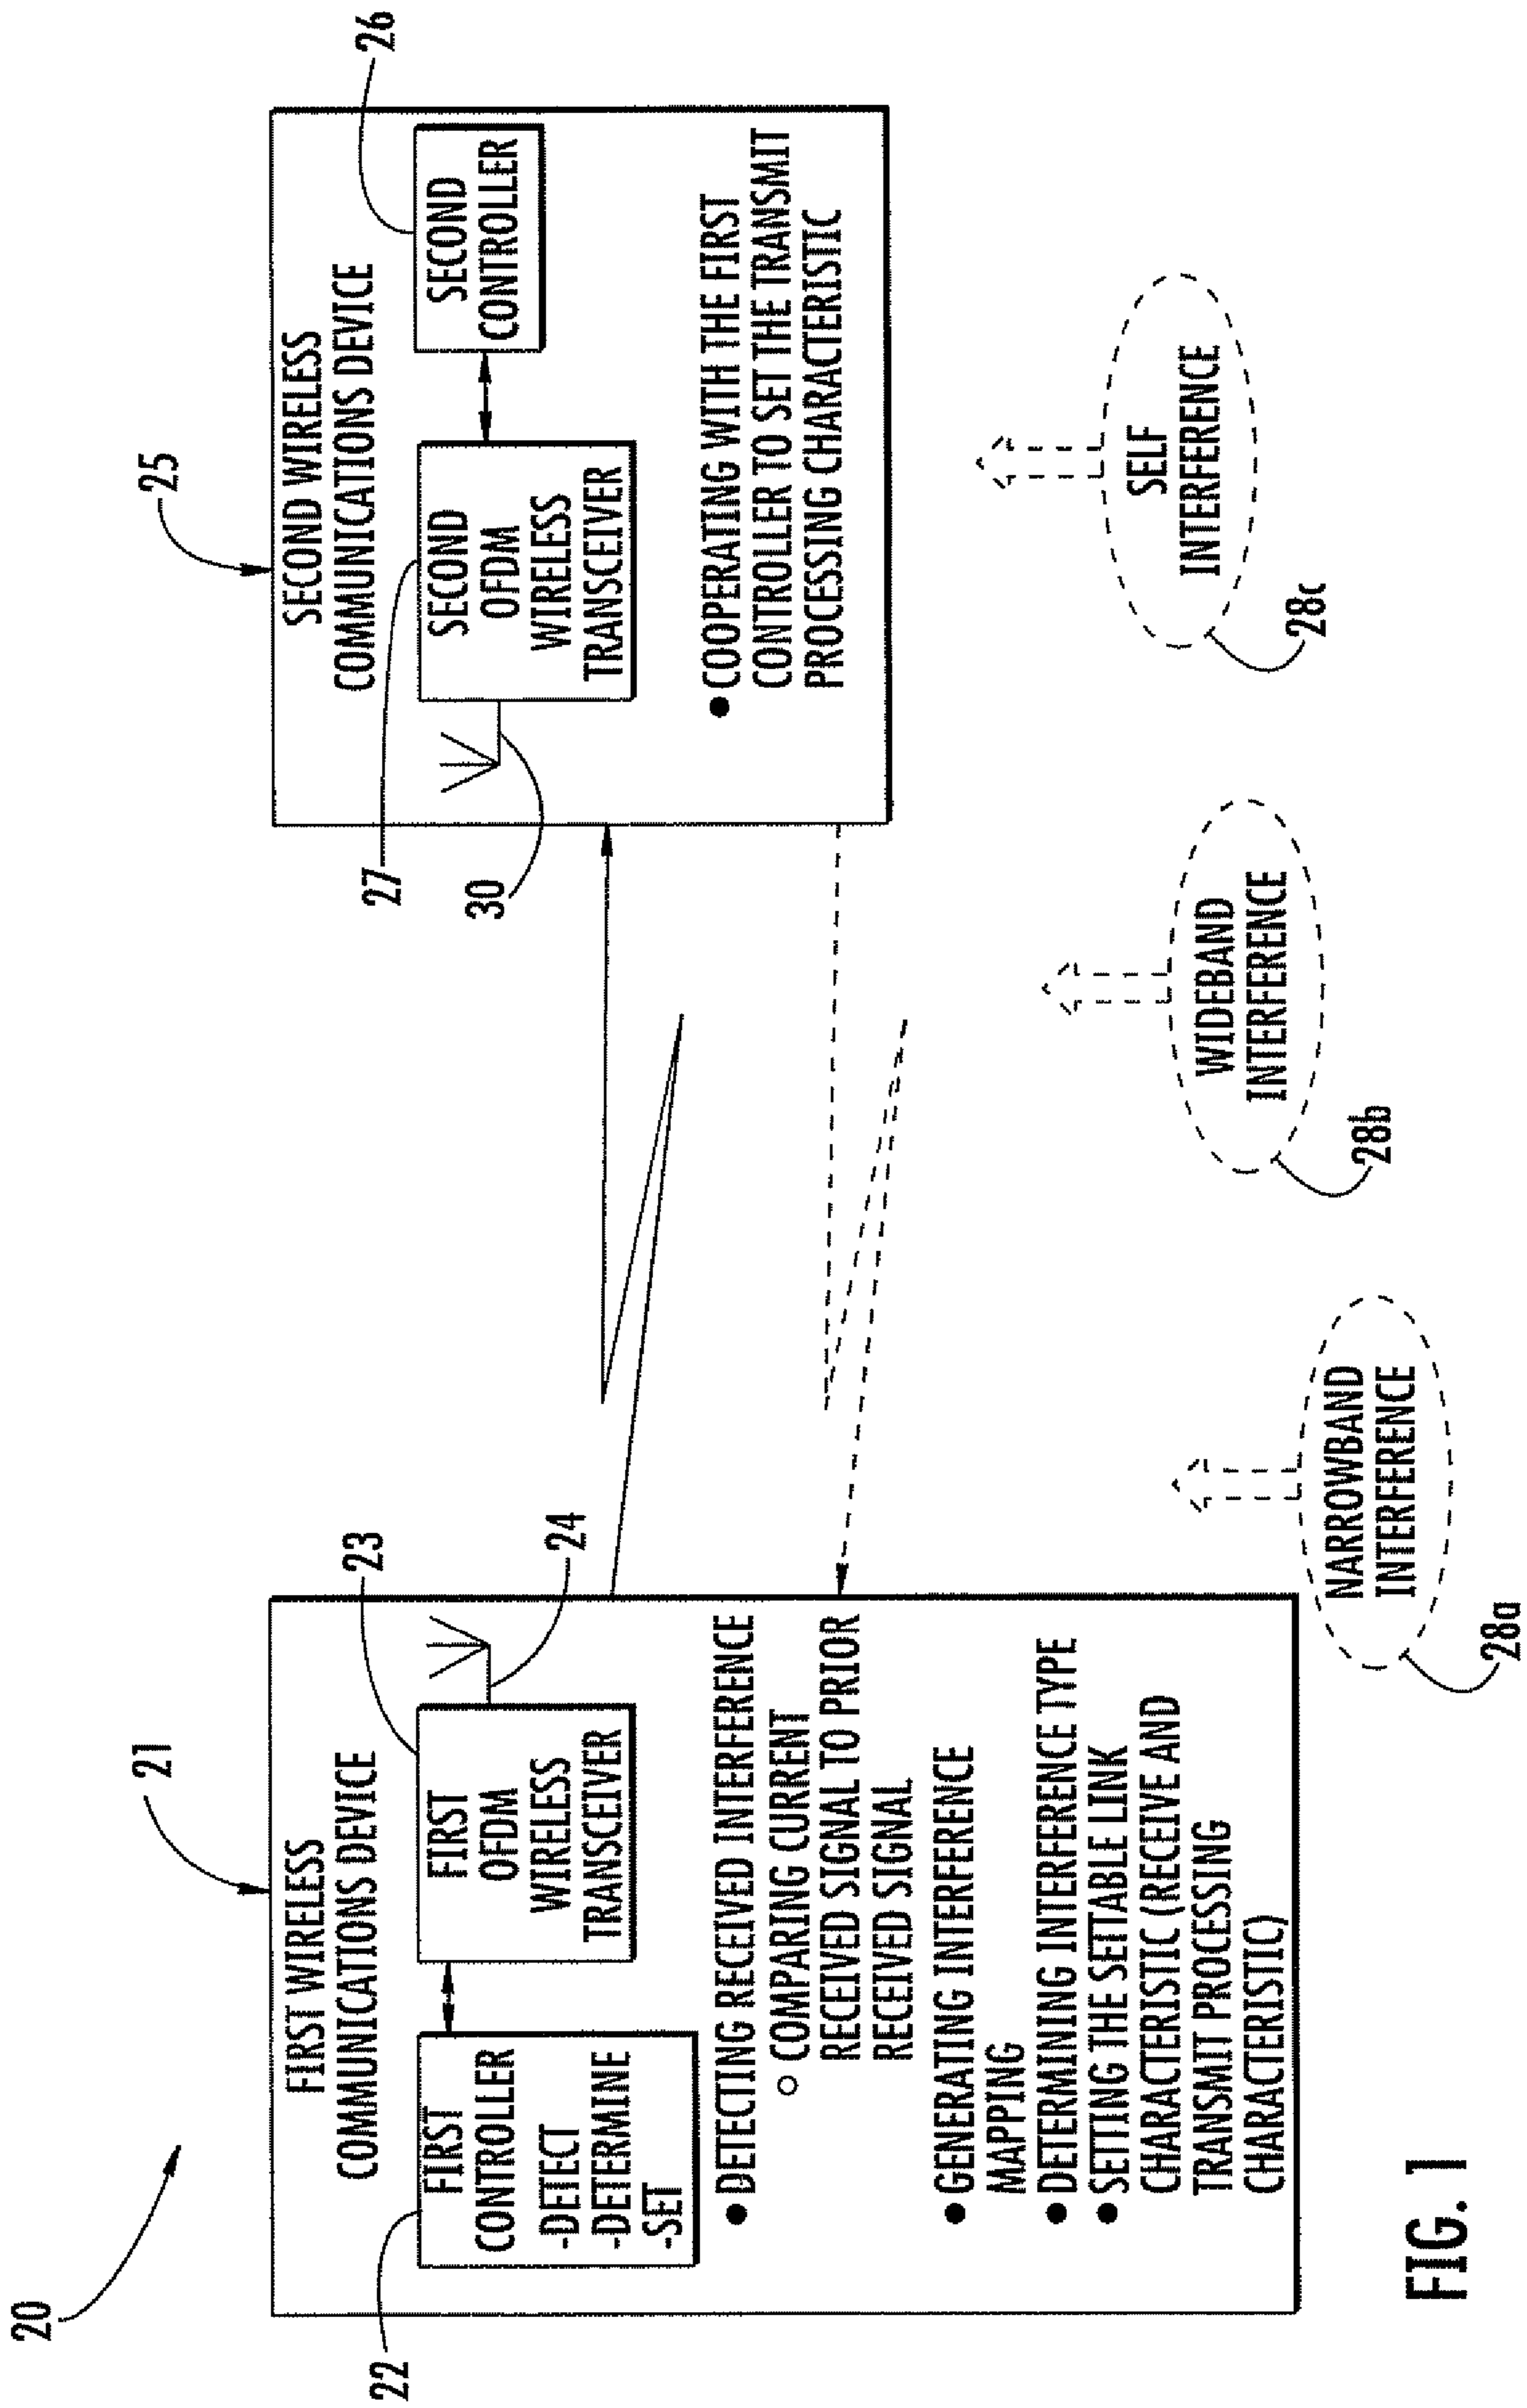 20
21
FIRST WIRELESS
COMMUNICATIONS DEVICE
22
FIRST
CONTROLLER
-DETECT
-DETERMINE
-SET
23
FIRST
OFDM
WIRELESS
TRANSCEIVER
24
● DETECTING RECEIVED INTERFERENCE
○ COMPARING CURRENT
RECEIVED SIGNAL TO PRIOR
RECEIVED SIGNAL
● GENERATING INTERFERENCE
MAPPING
● DETERMINING INTERFERENCE TYPE
● SETTING THE SETTABLE LINK
CHARACTERISTIC (RECEIVE AND
TRANSMIT PROCESSING
CHARACTERISTIC)
25
SECOND WIRELESS
COMMUNICATIONS DEVICE
26
27
30
SECOND
OFDM
WIRELESS
TRANSCEIVER
SECOND
CONTROLLER
● COOPERATING WITH THE FIRST
CONTROLLER TO SET THE TRANSMIT
PROCESSING CHARACTERISTIC
NARROWBAND
INTERFERENCE
28a
WIDEBAND
INTERFERENCE
28b
SELF
INTERFERENCE
28c
FIG. 1